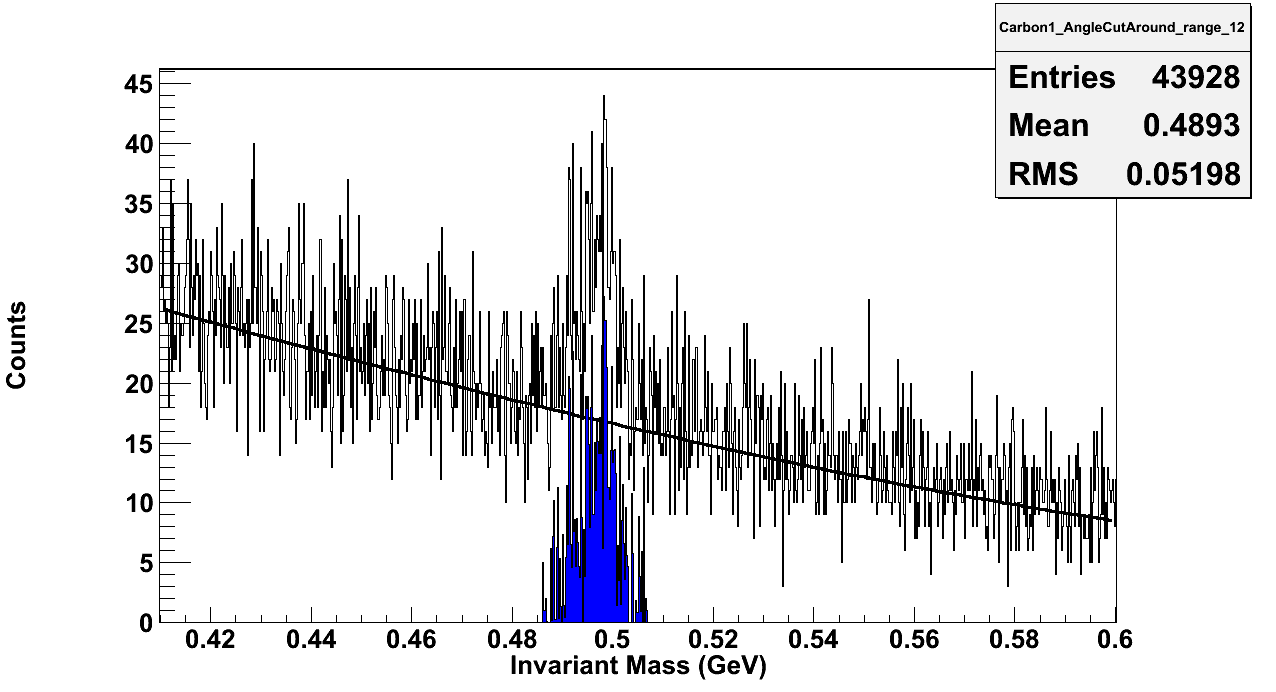 Carbon1_AngleCutAround_range_12
Entries 43928
Mean 0.4893
RMS 0.05198
45
40
35
30
25
20
15
10
5
0
Counts
0.42 0.44 0.46 0.48 0.5 0.52 0.54 0.56 0.58 0.6
Invariant Mass (GeV)